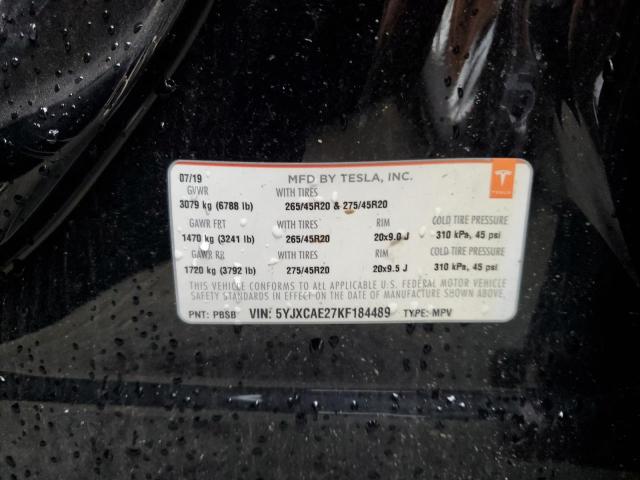 07/19 MFD BY TESLA, INC.
GVWR WITH TIRES
3079 kg (6788 lb) 265/45R20 & 275/45R20
GAWR FRT WITH TIRES RIM COLD TIRE PRESSURE
1470 kg (3241 lb) 265/45R20 20x9.0 J 310 kPa, 45 psi
GAWR RR WITH TIRES RIM COLD TIRE PRESSURE
1720 kg (3792 lb) 275/45R20 20x9.5 J 310 kPa, 45 psi
THIS VEHICLE CONFORMS TO ALL APPLICABLE U.S. FEDERAL MOTOR VEHICLE
SAFETY STANDARDS IN EFFECT ON THE DATE OF MANUFACTURE SHOWN ABOVE.
PNT: PBSB VIN: 5YJXCAE27KF184489 TYPE: MPV
TESLA